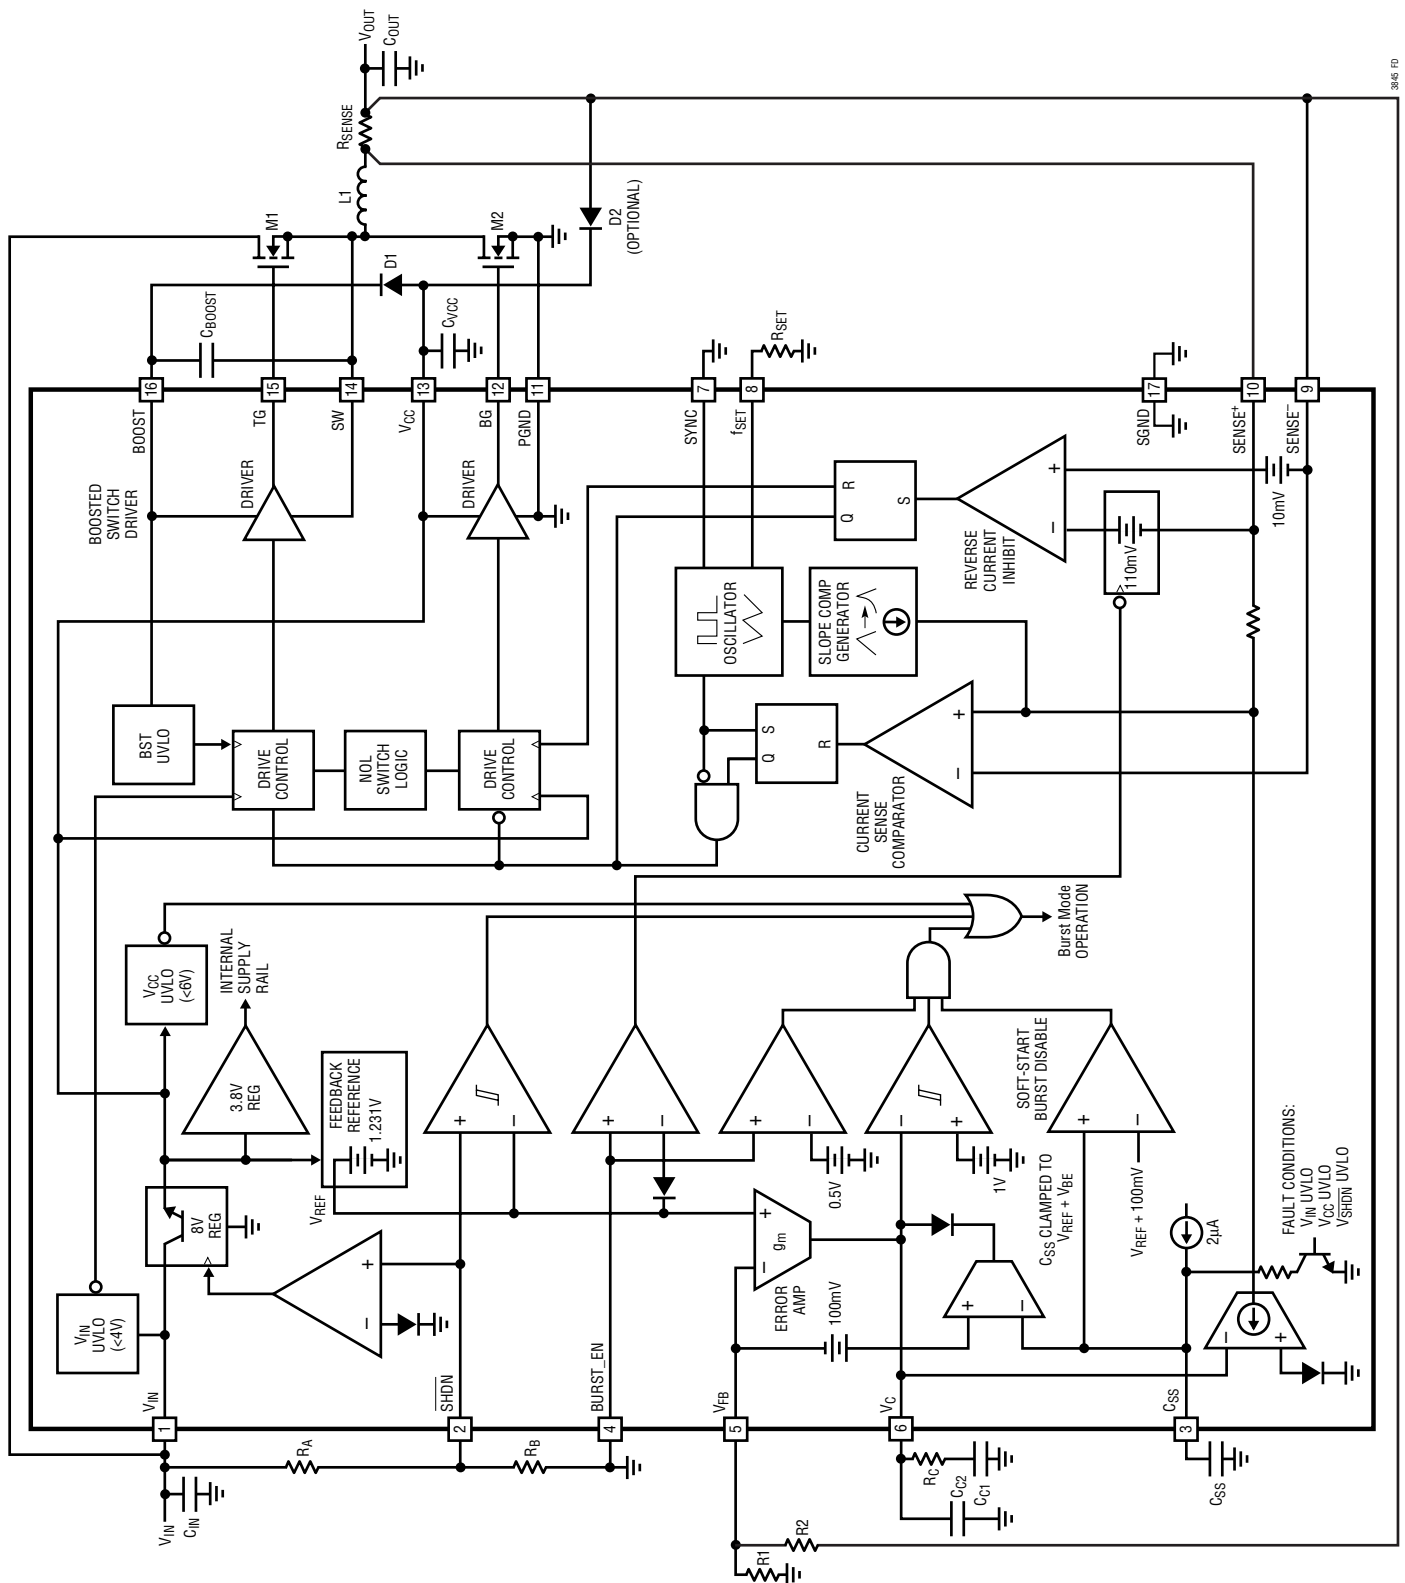 VIN
CIN
RA
RB
R1
R2
RC
CC2
CC1
CSS
1
VIN
2
SHDN
4
BURST_EN
5
VFB
6
VC
3
CSS
VIN
UVLO
(<4V)
8V
REG
VCC
UVLO
(<6V)
3.8V
REG
INTERNAL
SUPPLY
RAIL
FEEDBACK
REFERENCE
1.231V
VREF
+
–
+
–
+
–
+
–
0.5V
–
+
1V
SOFT-START
BURST DISABLE
+
–
VREF + 100mV
+
–
gm
ERROR
AMP
100mV
+
–
CSS CLAMPED TO
VREF + VBE
2µA
–
+
FAULT CONDITIONS:
VIN UVLO
VCC UVLO
VSHDN UVLO
Burst Mode
OPERATION
BST
UVLO
DRIVE
CONTROL
NOL
SWITCH
LOGIC
DRIVE
CONTROL
BOOSTED
SWITCH
DRIVER
DRIVER
DRIVER
OSCILLATOR
SLOPE COMP
GENERATOR
S
Q
R
CURRENT
SENSE
COMPARATOR
+
–
R
Q
S
REVERSE
CURRENT
INHIBIT
+
–
110mV
10mV
BOOST
16
TG
15
SW
14
VCC
13
BG
12
PGND
11
SYNC
7
fSET
8
SGND
17
SENSE+
10
SENSE–
9
CBOOST
D1
CVCC
M1
M2
L1
RSENSE
VOUT
COUT
D2
(OPTIONAL)
RSET
3845 FD